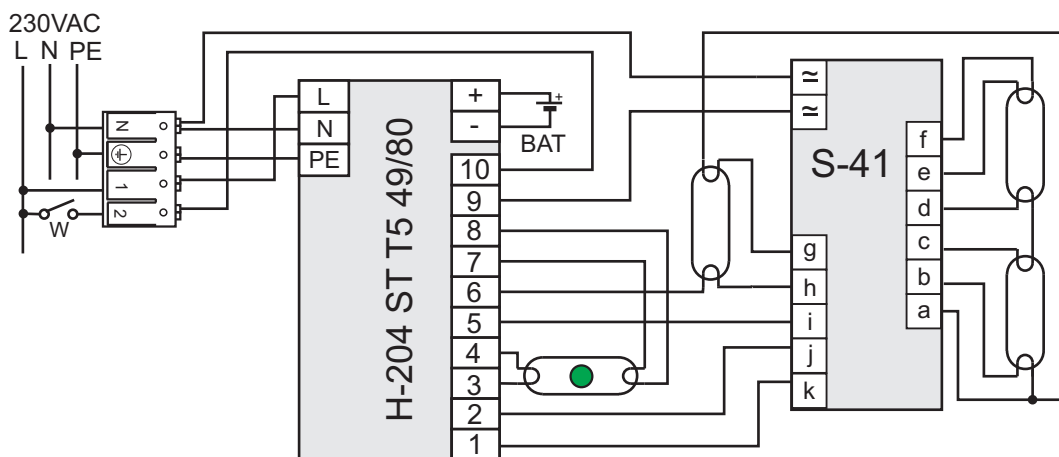 230VAC
L N PE
N
1
2
W
H-204 ST T5 49/80
L
N
PE
+
-
+
BAT
10
9
8
7
6
5
4
3
2
1
S-41
≃
≃
g
h
i
j
k
f
e
d
c
b
a